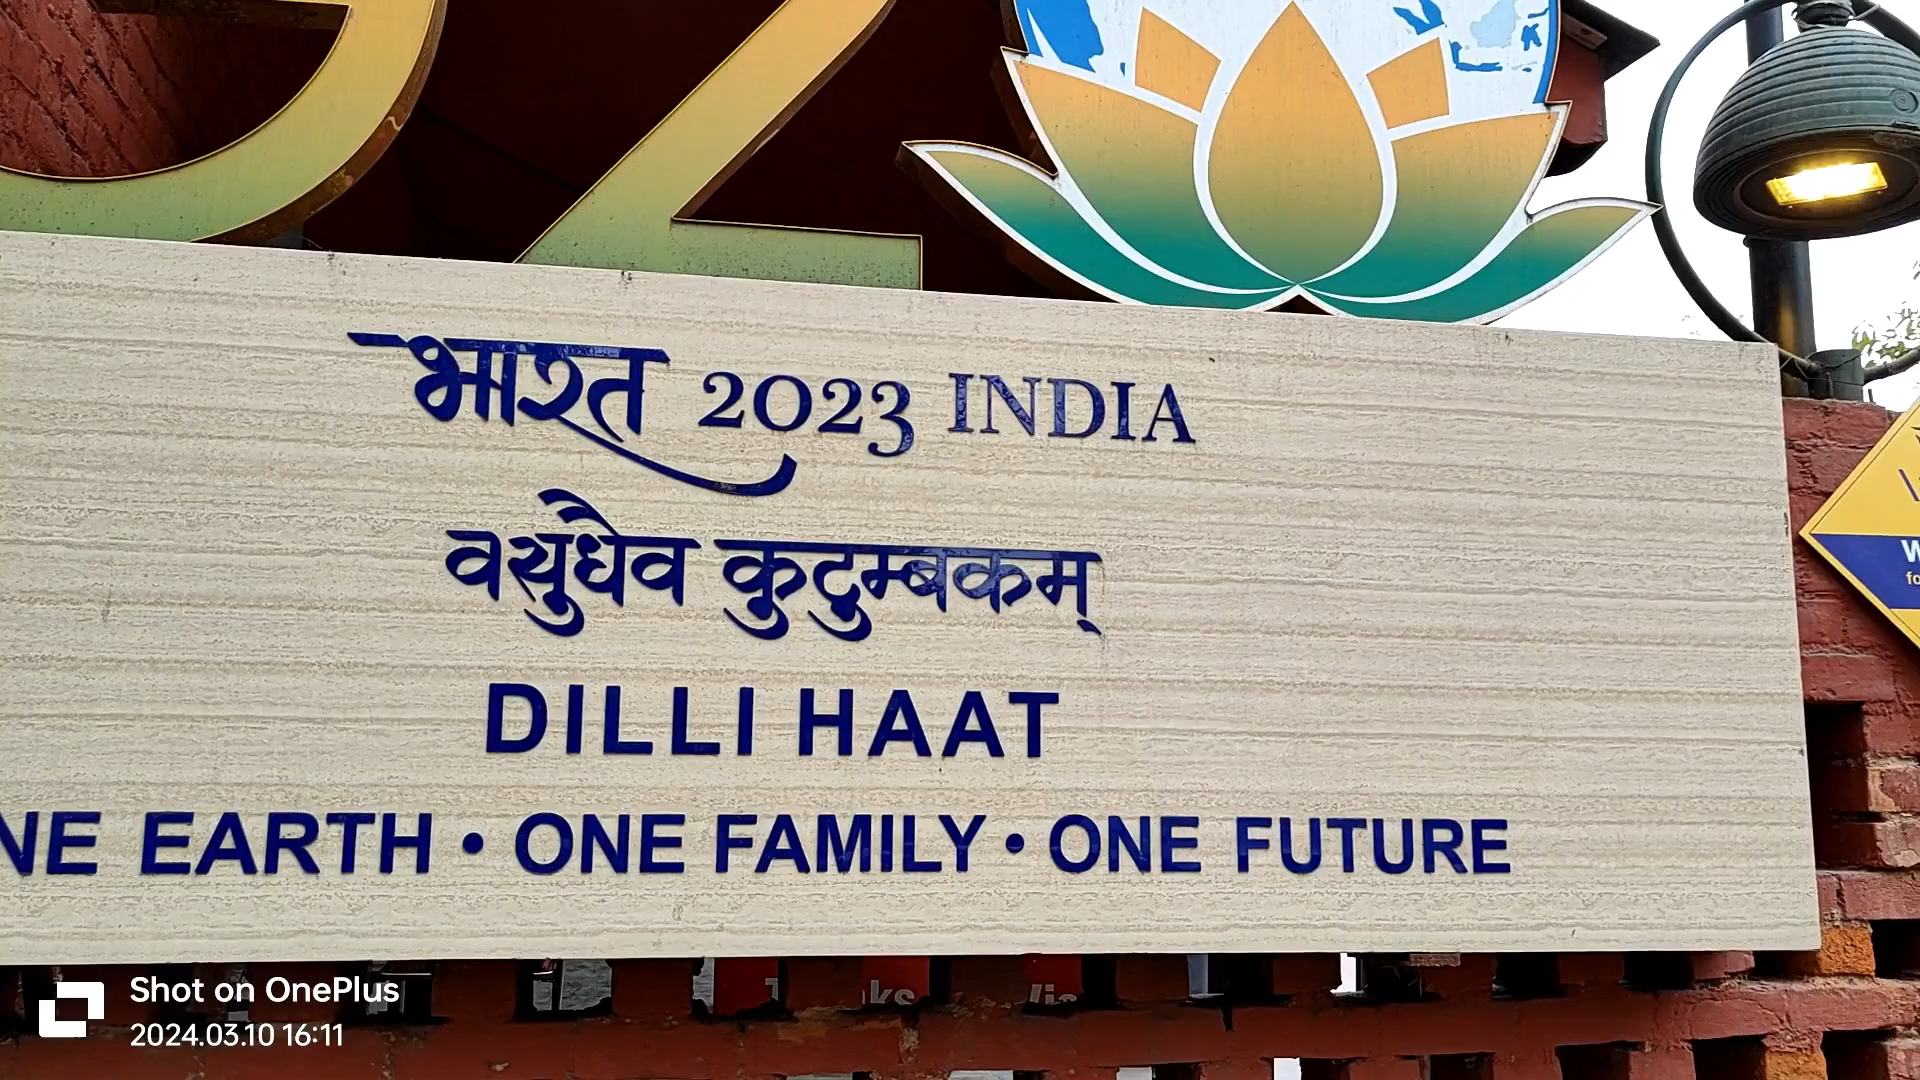 G2
भारत 2023 INDIA
वसुधैव कुटुम्बकम्
DILLI HAAT
NE EARTH • ONE FAMILY • ONE FUTURE
Shot on OnePlus
2024.03.10 16:11